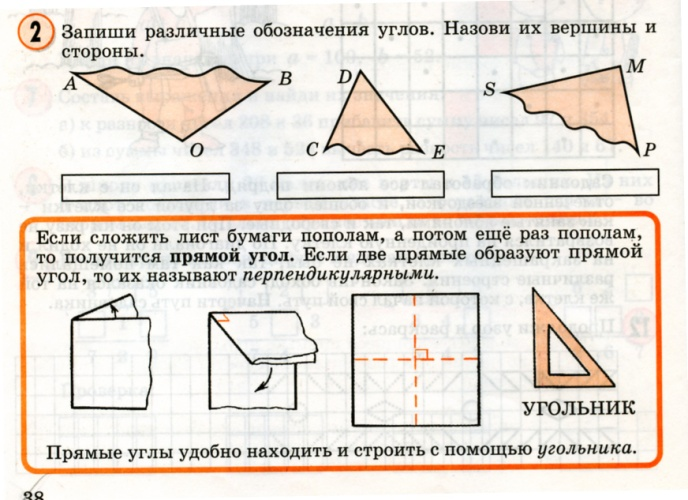 2 Запиши различные обозначения углов. Назови их вершины и
стороны.
A B D M
S
O C E P
Если сложить лист бумаги пополам, а потом ещё раз пополам,
то получится прямой угол. Если две прямые образуют прямой
угол, то их называют перпендикулярными.
УГОЛЬНИК
Прямые углы удобно находить и строить с помощью угольника.
38